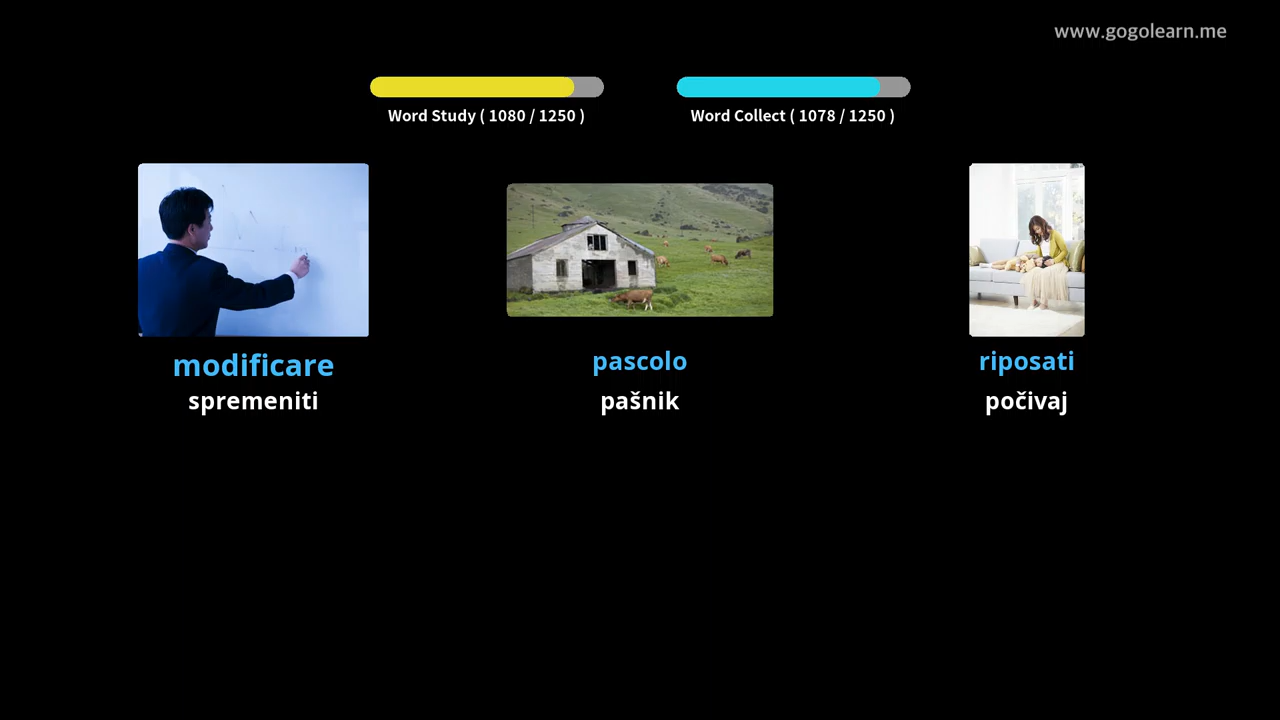 www.gogolearn.me
Word Study ( 1080 / 1250 )
Word Collect ( 1078 / 1250 )
modificare
spremeniti
pascolo
pašnik
riposati
počivaj